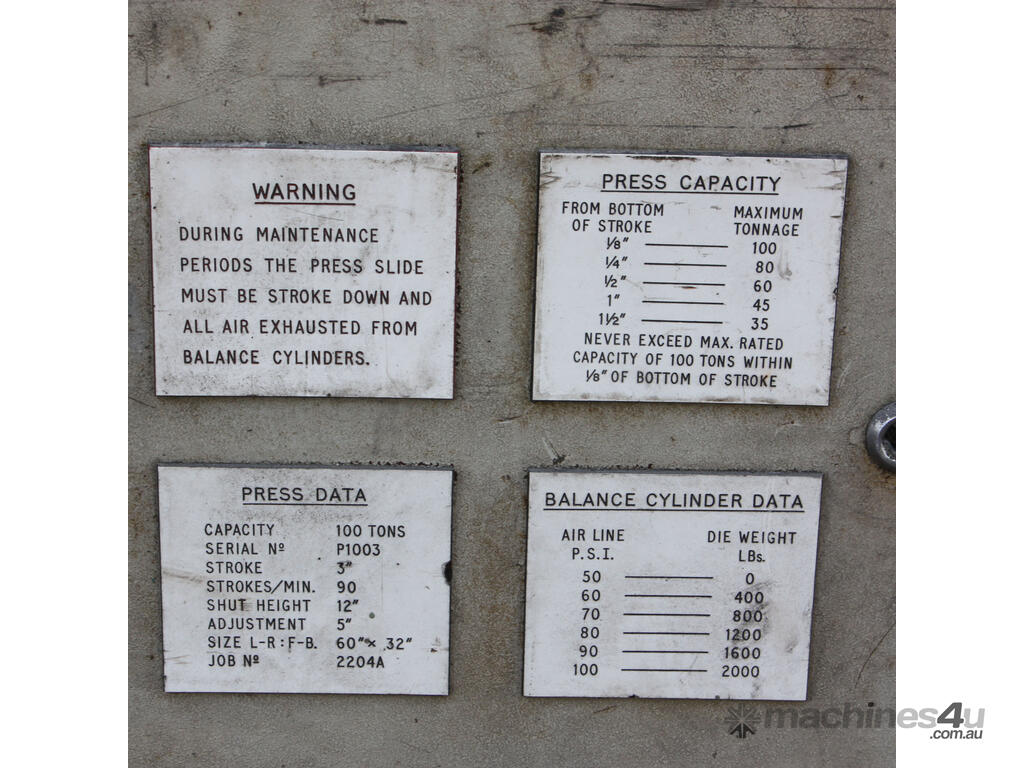 WARNING
DURING MAINTENANCE
PERIODS THE PRESS SLIDE
MUST BE STROKE DOWN AND
ALL AIR EXHAUSTED FROM
BALANCE CYLINDERS.
PRESS CAPACITY
FROM BOTTOM OF STROKE MAXIMUM TONNAGE
1/8" 100
1/4" 80
1/2" 60
1" 45
1 1/2" 35
NEVER EXCEED MAX. RATED
CAPACITY OF 100 TONS WITHIN
1/8" OF BOTTOM OF STROKE
PRESS DATA
CAPACITY 100 TONS
SERIAL Nº P1003
STROKE 3"
STROKES/MIN. 90
SHUT HEIGHT 12"
ADJUSTMENT 5"
SIZE L-R:F-B. 60" × 32"
JOB Nº 2204A
BALANCE CYLINDER DATA
AIR LINE DIE WEIGHT
P.S.I. LBs.
50 0
60 400
70 800
80 1200
90 1600
100 2000
machines4u
.com.au